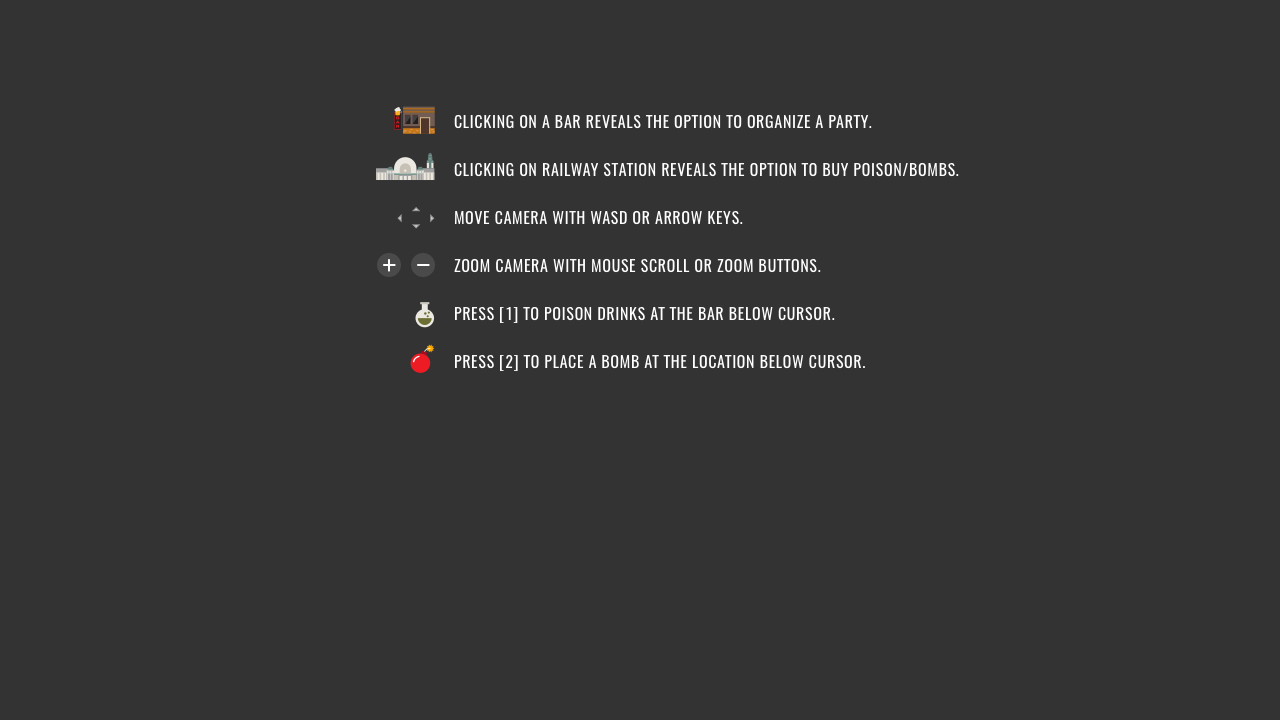 CLICKING ON A BAR REVEALS THE OPTION TO ORGANIZE A PARTY.
CLICKING ON RAILWAY STATION REVEALS THE OPTION TO BUY POISON/BOMBS.
MOVE CAMERA WITH WASD OR ARROW KEYS.
ZOOM CAMERA WITH MOUSE SCROLL OR ZOOM BUTTONS.
PRESS [1] TO POISON DRINKS AT THE BAR BELOW CURSOR.
PRESS [2] TO PLACE A BOMB AT THE LOCATION BELOW CURSOR.